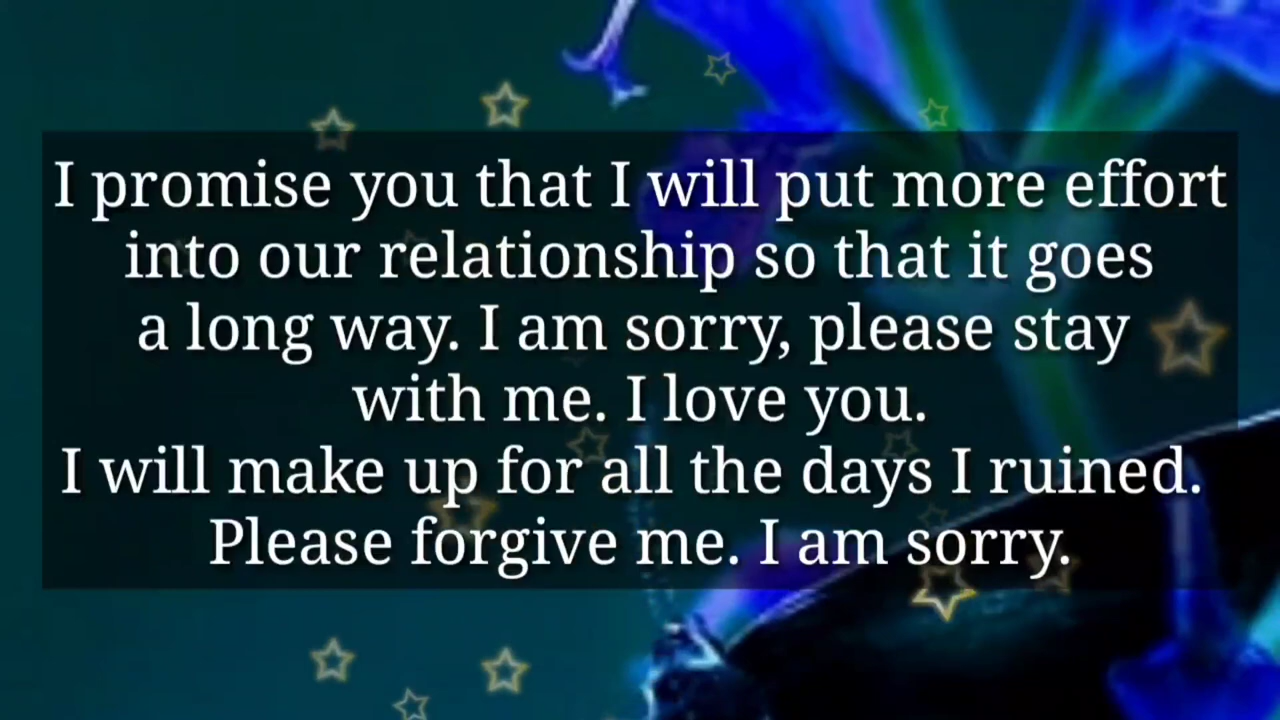 I promise you that I will put more effort
into our relationship so that it goes
a long way. I am sorry, please stay
with me. I love you.
I will make up for all the days I ruined.
Please forgive me. I am sorry.